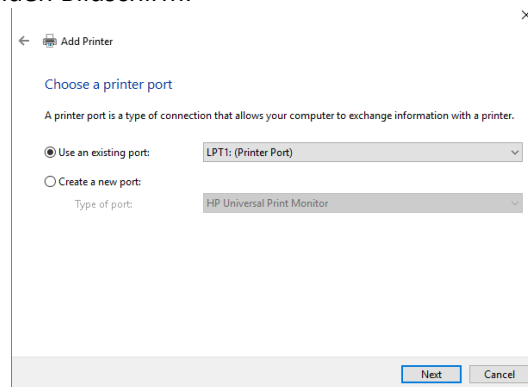 Add Printer
Choose a printer port
A printer port is a type of connection that allows your computer to exchange information with a printer.
Use an existing port: LPT1: (Printer Port)
Create a new port:
Type of port: HP Universal Print Monitor
Next Cancel